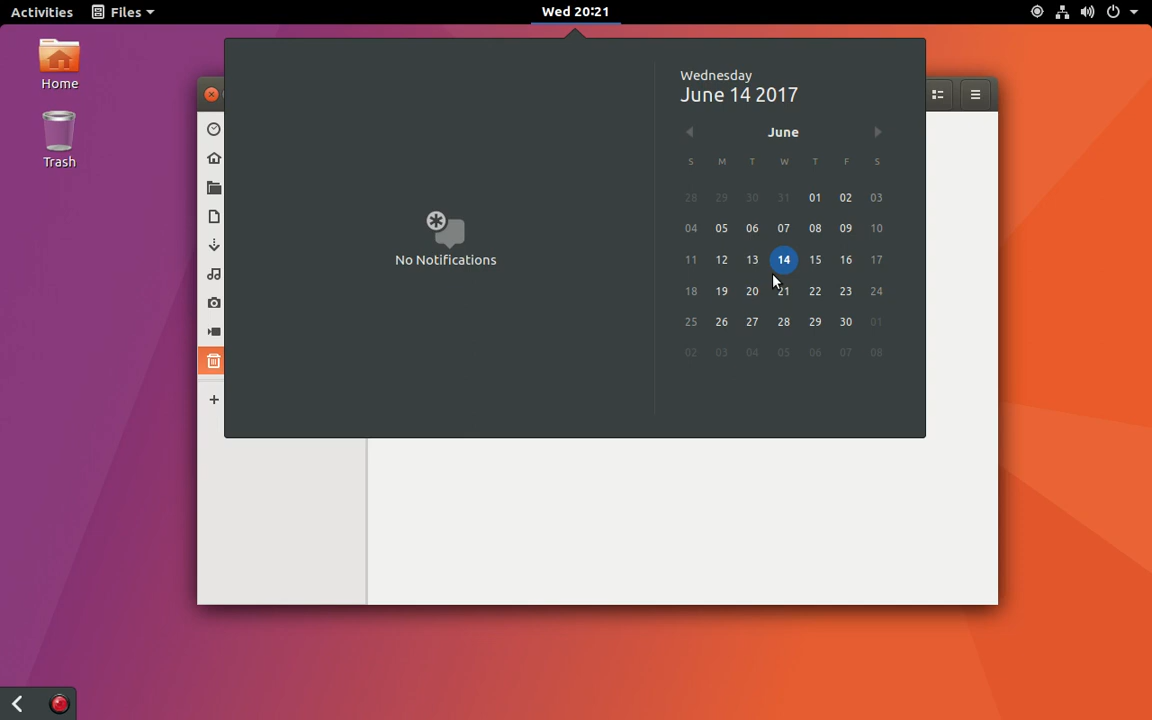 Activities Files Wed 20:21
Home
Trash
No Notifications
Wednesday
June 14 2017
June
S M T W T F S
28 29 30 31 01 02 03
04 05 06 07 08 09 10
11 12 13 14 15 16 17
18 19 20 21 22 23 24
25 26 27 28 29 30 01
02 03 04 05 06 07 08